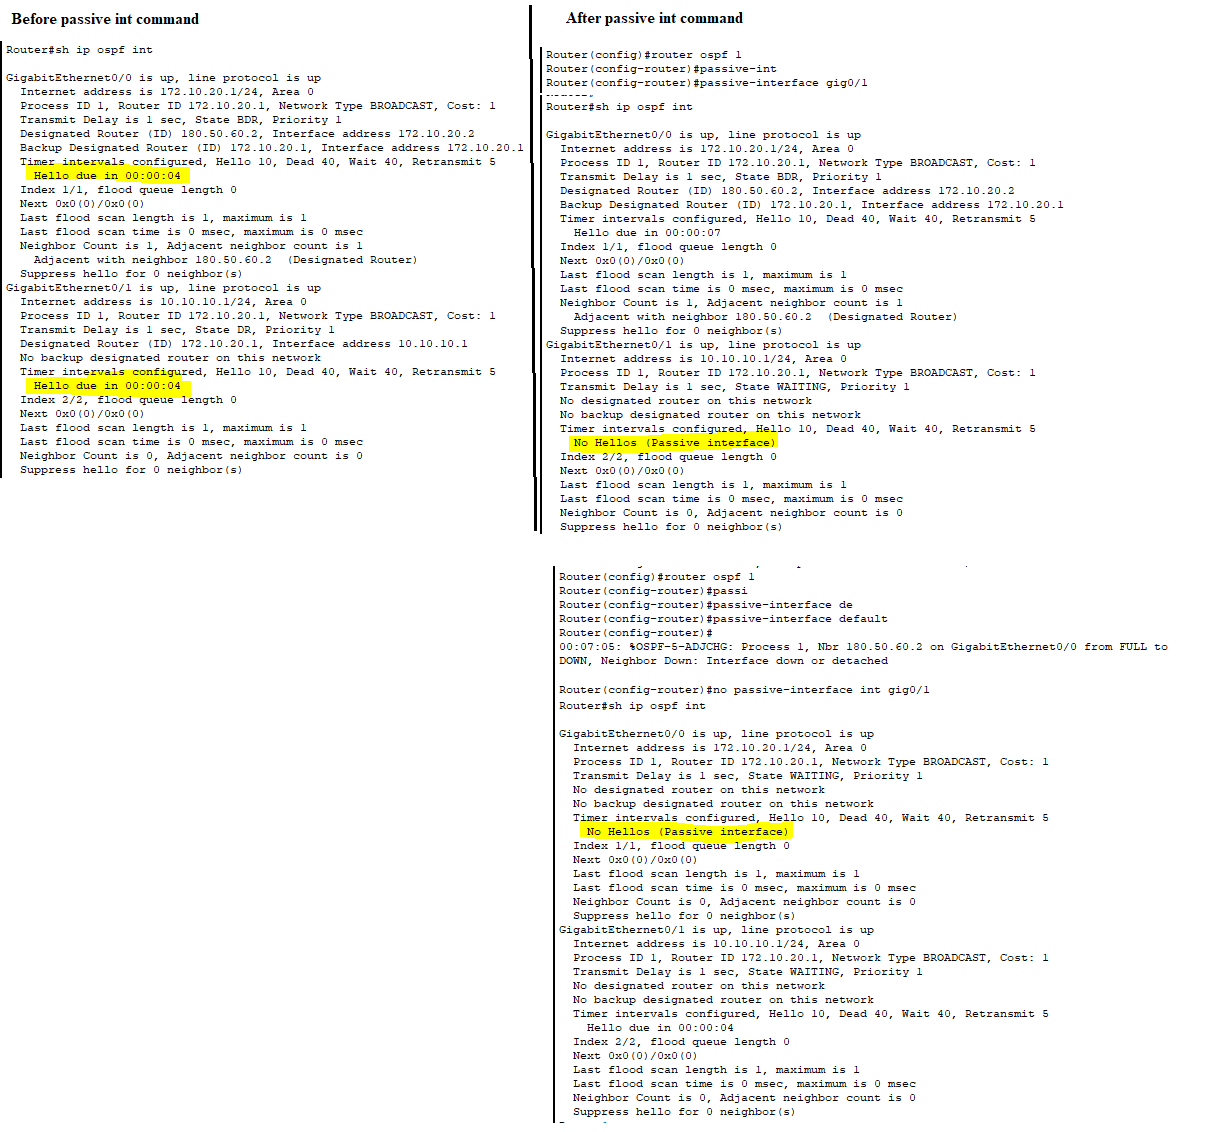 Before passive int command
Router#sh ip ospf int
GigabitEthernet0/0 is up, line protocol is up
Internet address is 172.10.20.1/24, Area 0
Process ID 1, Router ID 172.10.20.1, Network Type BROADCAST, Cost: 1
Transmit Delay is 1 sec, State BDR, Priority 1
Designated Router (ID) 180.50.60.2, Interface address 172.10.20.2
Backup Designated Router (ID) 172.10.20.1, Interface address 172.10.20.1
Timer intervals configured, Hello 10, Dead 40, Wait 40, Retransmit 5
Hello due in 00:00:04
Index 1/1, flood queue length 0
Next 0x0(0)/0x0(0)
Last flood scan length is 1, maximum is 1
Last flood scan time is 0 msec, maximum is 0 msec
Neighbor Count is 1, Adjacent neighbor count is 1
Adjacent with neighbor 180.50.60.2 (Designated Router)
Suppress hello for 0 neighbor(s)
GigabitEthernet0/1 is up, line protocol is up
Internet address is 10.10.10.1/24, Area 0
Process ID 1, Router ID 172.10.20.1, Network Type BROADCAST, Cost: 1
Transmit Delay is 1 sec, State DR, Priority 1
Designated Router (ID) 172.10.20.1, Interface address 10.10.10.1
No backup designated router on this network
Timer intervals configured, Hello 10, Dead 40, Wait 40, Retransmit 5
Hello due in 00:00:04
Index 2/2, flood queue length 0
Next 0x0(0)/0x0(0)
Last flood scan length is 1, maximum is 1
Last flood scan time is 0 msec, maximum is 0 msec
Neighbor Count is 0, Adjacent neighbor count is 0
Suppress hello for 0 neighbor(s)
After passive int command
Router(config)#router ospf 1
Router(config-router)#passive-int
Router(config-router)#passive-interface gig0/1
Router#sh ip ospf int
GigabitEthernet0/0 is up, line protocol is up
Internet address is 172.10.20.1/24, Area 0
Process ID 1, Router ID 172.10.20.1, Network Type BROADCAST, Cost: 1
Transmit Delay is 1 sec, State BDR, Priority 1
Designated Router (ID) 180.50.60.2, Interface address 172.10.20.2
Backup Designated Router (ID) 172.10.20.1, Interface address 172.10.20.1
Timer intervals configured, Hello 10, Dead 40, Wait 40, Retransmit 5
Hello due in 00:00:07
Index 1/1, flood queue length 0
Next 0x0(0)/0x0(0)
Last flood scan length is 1, maximum is 1
Last flood scan time is 0 msec, maximum is 0 msec
Neighbor Count is 1, Adjacent neighbor count is 1
Adjacent with neighbor 180.50.60.2 (Designated Router)
Suppress hello for 0 neighbor(s)
GigabitEthernet0/1 is up, line protocol is up
Internet address is 10.10.10.1/24, Area 0
Process ID 1, Router ID 172.10.20.1, Network Type BROADCAST, Cost: 1
Transmit Delay is 1 sec, State WAITING, Priority 1
No designated router on this network
No backup designated router on this network
Timer intervals configured, Hello 10, Dead 40, Wait 40, Retransmit 5
No Hellos (Passive interface)
Index 2/2, flood queue length 0
Next 0x0(0)/0x0(0)
Last flood scan length is 1, maximum is 1
Last flood scan time is 0 msec, maximum is 0 msec
Neighbor Count is 0, Adjacent neighbor count is 0
Suppress hello for 0 neighbor(s)
Router(config)#router ospf 1
Router(config-router)#passi
Router(config-router)#passive-interface de
Router(config-router)#passive-interface default
Router(config-router)#
00:07:05: %OSPF-5-ADJCHG: Process 1, Nbr 180.50.60.2 on GigabitEthernet0/0 from FULL to
DOWN, Neighbor Down: Interface down or detached
Router(config-router)#no passive-interface int gig0/1
Router#sh ip ospf int
GigabitEthernet0/0 is up, line protocol is up
Internet address is 172.10.20.1/24, Area 0
Process ID 1, Router ID 172.10.20.1, Network Type BROADCAST, Cost: 1
Transmit Delay is 1 sec, State WAITING, Priority 1
No designated router on this network
No backup designated router on this network
Timer intervals configured, Hello 10, Dead 40, Wait 40, Retransmit 5
No Hellos (Passive interface)
Index 1/1, flood queue length 0
Next 0x0(0)/0x0(0)
Last flood scan length is 1, maximum is 1
Last flood scan time is 0 msec, maximum is 0 msec
Neighbor Count is 0, Adjacent neighbor count is 0
Suppress hello for 0 neighbor(s)
GigabitEthernet0/1 is up, line protocol is up
Internet address is 10.10.10.1/24, Area 0
Process ID 1, Router ID 172.10.20.1, Network Type BROADCAST, Cost: 1
Transmit Delay is 1 sec, State WAITING, Priority 1
No designated router on this network
No backup designated router on this network
Timer intervals configured, Hello 10, Dead 40, Wait 40, Retransmit 5
Hello due in 00:00:04
Index 2/2, flood queue length 0
Next 0x0(0)/0x0(0)
Last flood scan length is 1, maximum is 1
Last flood scan time is 0 msec, maximum is 0 msec
Neighbor Count is 0, Adjacent neighbor count is 0
Suppress hello for 0 neighbor(s)